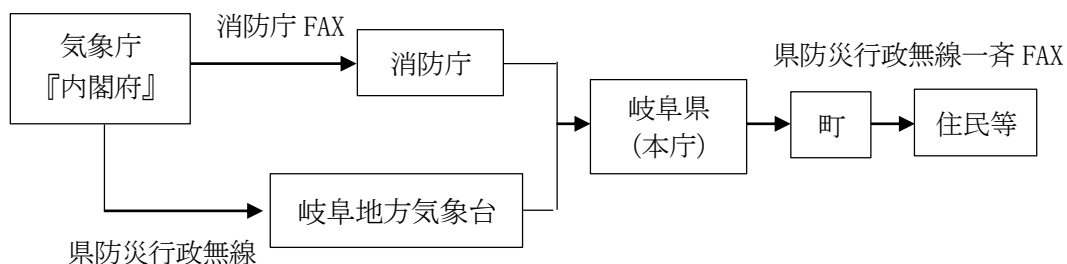 消防庁 FAX
気象庁
『内閣府』
消防庁
県防災行政無線一斉 FAX
岐阜県
(本庁)
町
住民等
岐阜地方気象台
県防災行政無線